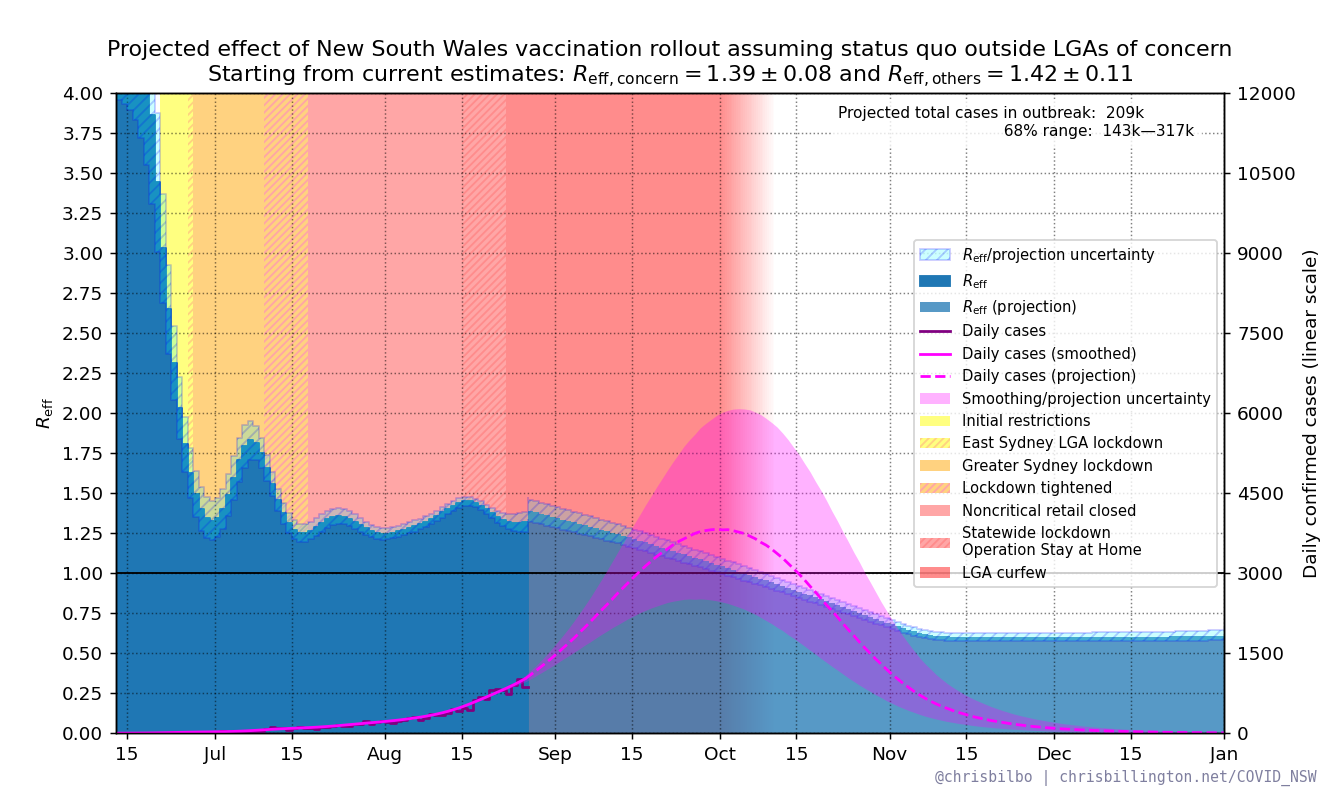 Projected effect of New South Wales vaccination rollout assuming status quo outside LGAs of concern
Starting from current estimates: Reff, concern = 1.39 ± 0.08 and Reff, others = 1.42 ± 0.11
Projected total cases in outbreak: 209k
68% range: 143k—317k
4.00
3.75
3.50
3.25
3.00
2.75
2.50
2.25
2.00
1.75
1.50
1.25
1.00
0.75
0.50
0.25
0.00
Reff
12000
10500
9000
7500
6000
4500
3000
1500
0
Daily confirmed cases (linear scale)
Reff/projection uncertainty
Reff
Reff (projection)
Daily cases
Daily cases (smoothed)
Daily cases (projection)
Smoothing/projection uncertainty
Initial restrictions
East Sydney LGA lockdown
Greater Sydney lockdown
Lockdown tightened
Noncritical retail closed
Statewide lockdown
Operation Stay at Home
LGA curfew
15 Jul 15 Aug 15 Sep 15 Oct 15 Nov 15 Dec 15 Jan
@chrisbilbo | chrisbillington.net/COVID_NSW